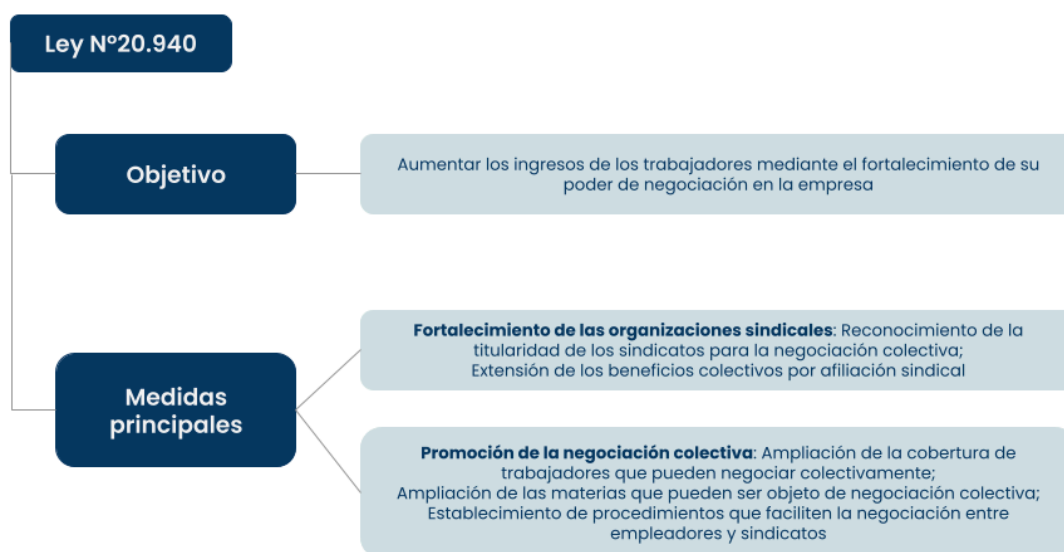 Ley N°20.940
Objetivo
Aumentar los ingresos de los trabajadores mediante el fortalecimiento de su
poder de negociación en la empresa
Medidas
principales
Fortalecimiento de las organizaciones sindicales: Reconocimiento de la
titularidad de los sindicatos para la negociación colectiva;
Extensión de los beneficios colectivos por afiliación sindical
Promoción de la negociación colectiva: Ampliación de la cobertura de
trabajadores que pueden negociar colectivamente;
Ampliación de las materias que pueden ser objeto de negociación colectiva;
Establecimiento de procedimientos que faciliten la negociación entre
empleadores y sindicatos